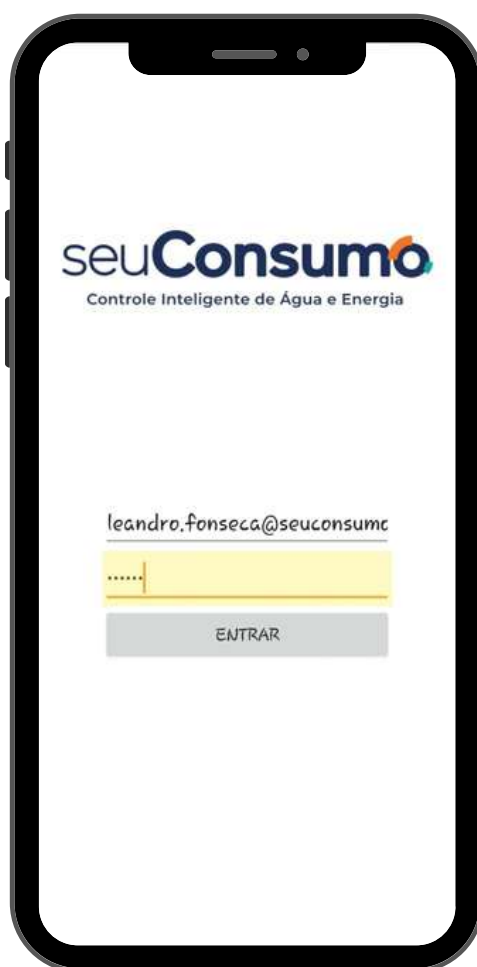 seuConsumo
Controle Inteligente de Água e Energia
leandro.fonseca@seuconsumo
••••••
ENTRAR